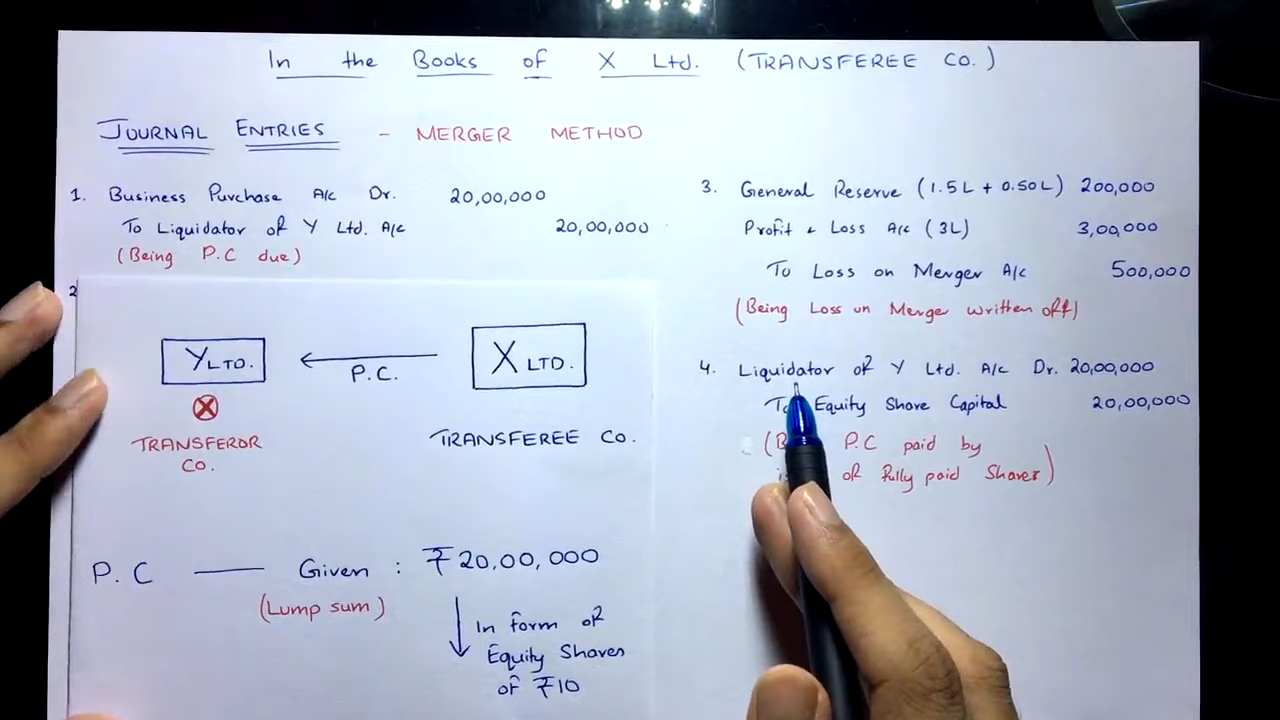 In the Books of X Ltd. (TRANSFEREE CO.)
JOURNAL ENTRIES - MERGER METHOD
1. Business Purchase A/c Dr. 20,00,000
To Liquidator of Y Ltd. A/c 20,00,000
(Being P.C due)
2
Y LTD.
P.C.
X LTD.
TRANSFEROR
CO.
TRANSFEREE CO.
P.C — Given : ₹20,00,000
(Lump sum)
In form of
Equity Shares
of ₹10
3. General Reserve (1.5L + 0.50L) 200,000
Profit & Loss A/c (3L) 3,00,000
To Loss on Merger A/c 500,000
(Being Loss on Merger written off)
4. Liquidator of Y Ltd. A/c Dr. 20,00,000
To Equity Share Capital 20,00,000
P.C paid by
of fully paid Shares)